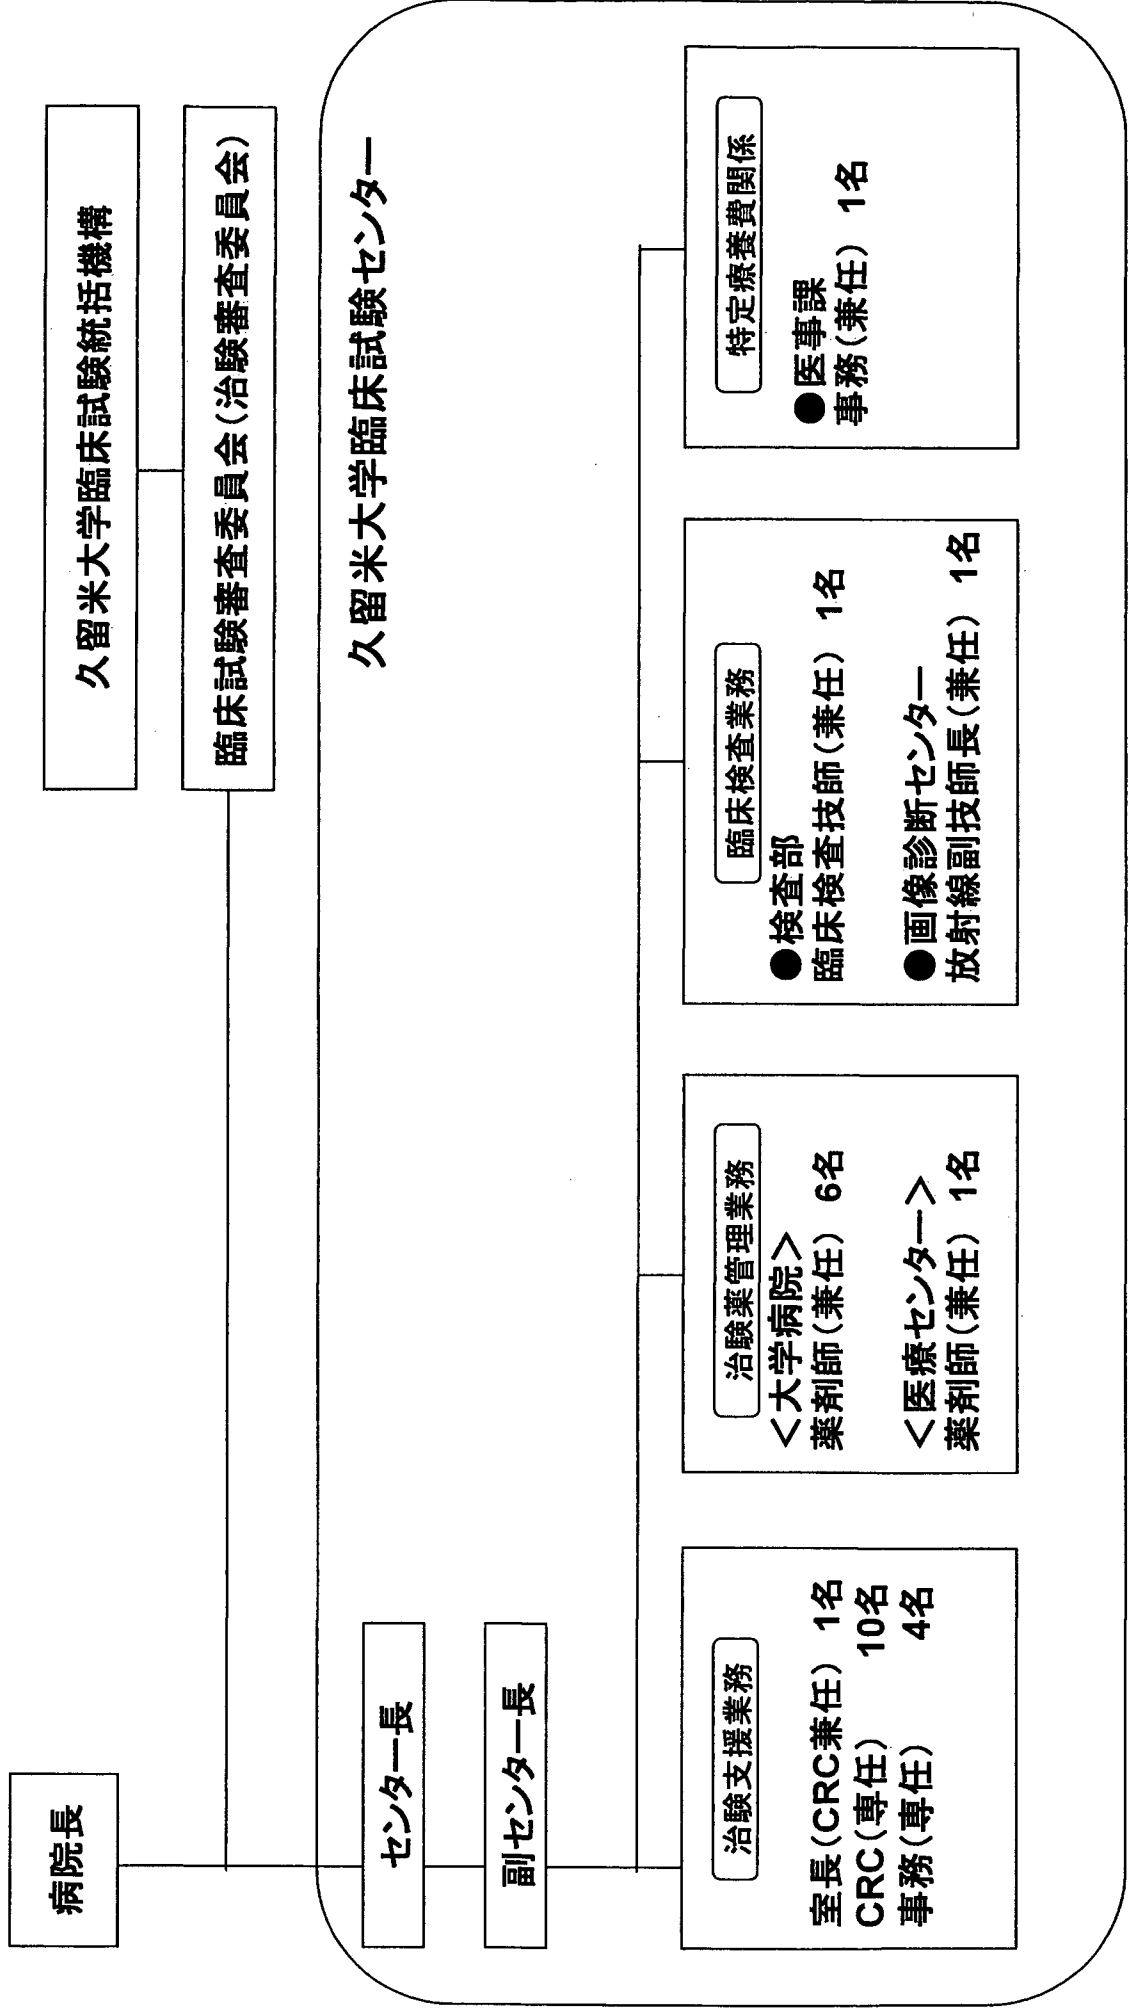 病院長
久留米大学臨床試験統括機構
臨床試験審査委員会(治験審査委員会)
久留米大学臨床試験センター
センター長
副センター長
治験支援業務
室長(CRC兼任) 1名
CRC(専任) 10名
事務(専任) 4名
治験薬管理業務
＜大学病院＞
薬剤師(兼任) 6名
＜医療センター＞
薬剤師(兼任) 1名
臨床検査業務
●検査部
臨床検査技師(兼任) 1名
●画像診断センター
放射線副技師長(兼任) 1名
特定療養費関係
●医事課
事務(兼任) 1名